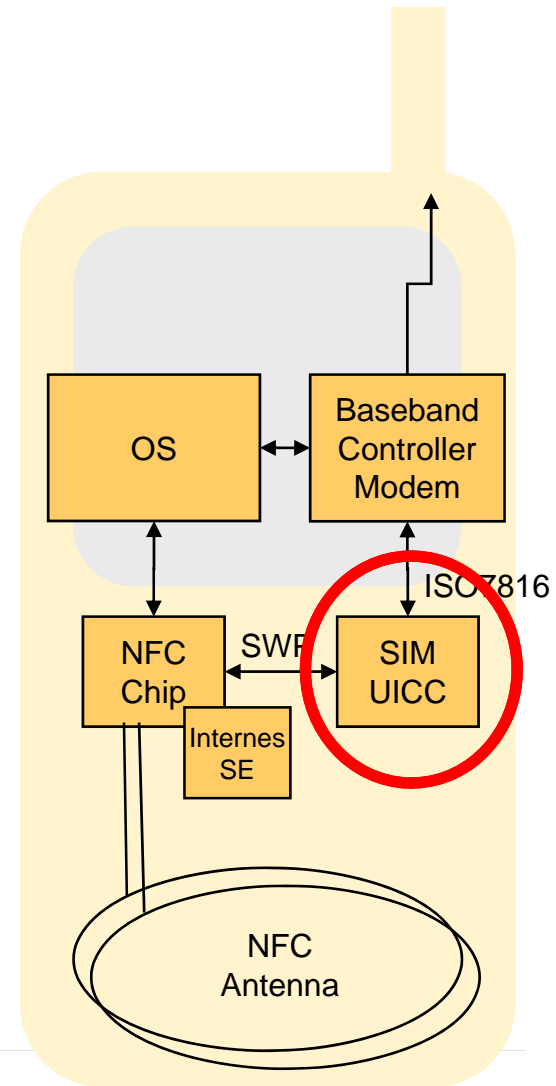 OS
Baseband
Controller
Modem
ISO7816
NFC
Chip
SWP
SIM
UICC
Internes
SE
NFC
Antenna